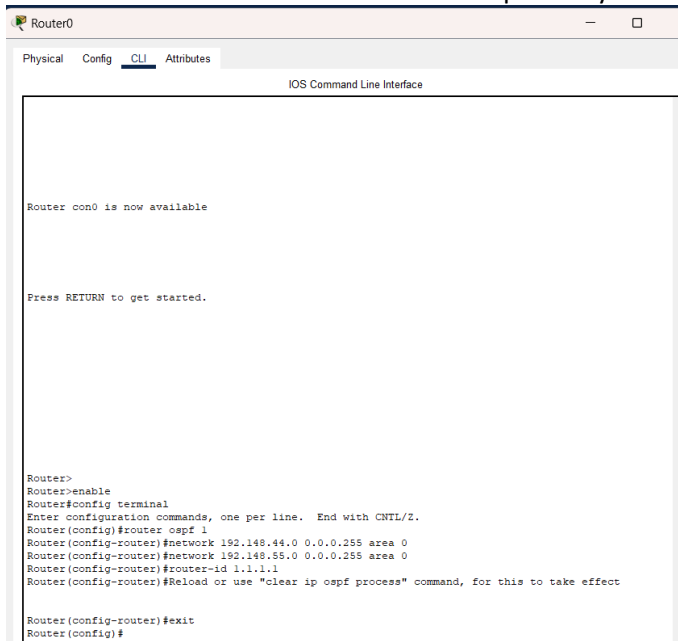 Router0
Physical Config CLI Attributes
IOS Command Line Interface
Router con0 is now available
Press RETURN to get started.
Router>
Router>enable
Router#config terminal
Enter configuration commands, one per line. End with CNTL/Z.
Router(config)#router ospf 1
Router(config-router)#network 192.148.44.0 0.0.0.255 area 0
Router(config-router)#network 192.148.55.0 0.0.0.255 area 0
Router(config-router)#router-id 1.1.1.1
Router(config-router)#Reload or use "clear ip ospf process" command, for this to take effect
Router(config-router)#exit
Router(config)#